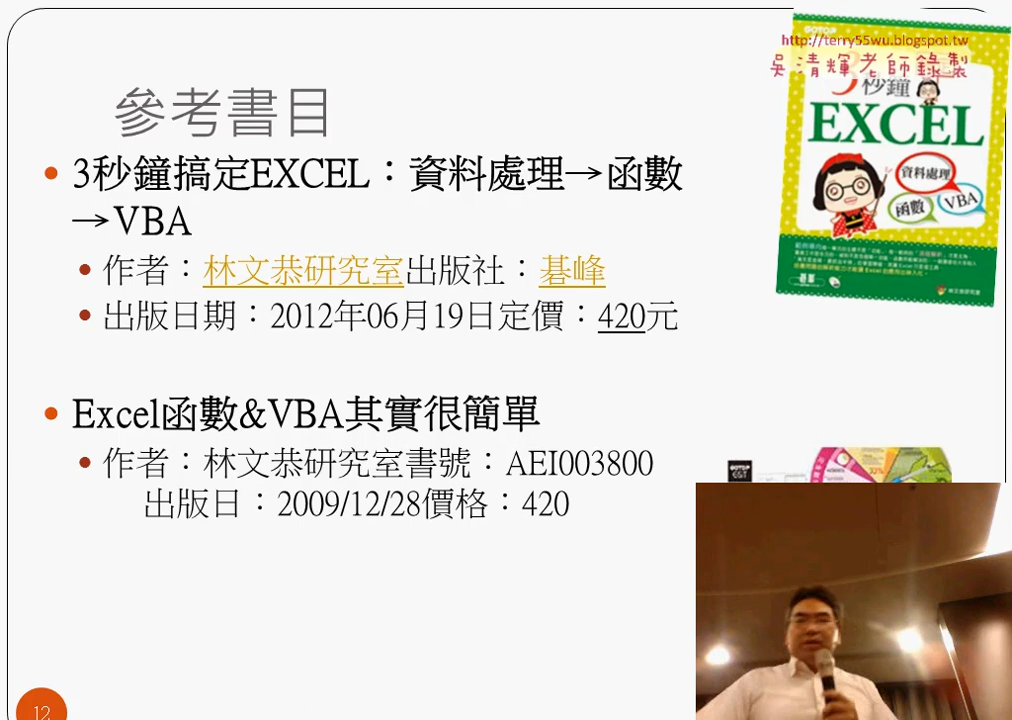 http://terry55wu.blogspot.tw
吳清輝老師錄製
參考書目
3秒鐘搞定EXCEL：資料處理→函數
→VBA
作者：林文恭研究室出版社：碁峰
出版日期：2012年06月19日定價：420元
Excel函數&VBA其實很簡單
作者：林文恭研究室書號：AEI003800
出版日：2009/12/28價格：420
12
3秒鐘
EXCEL
資料處理
函數
VBA